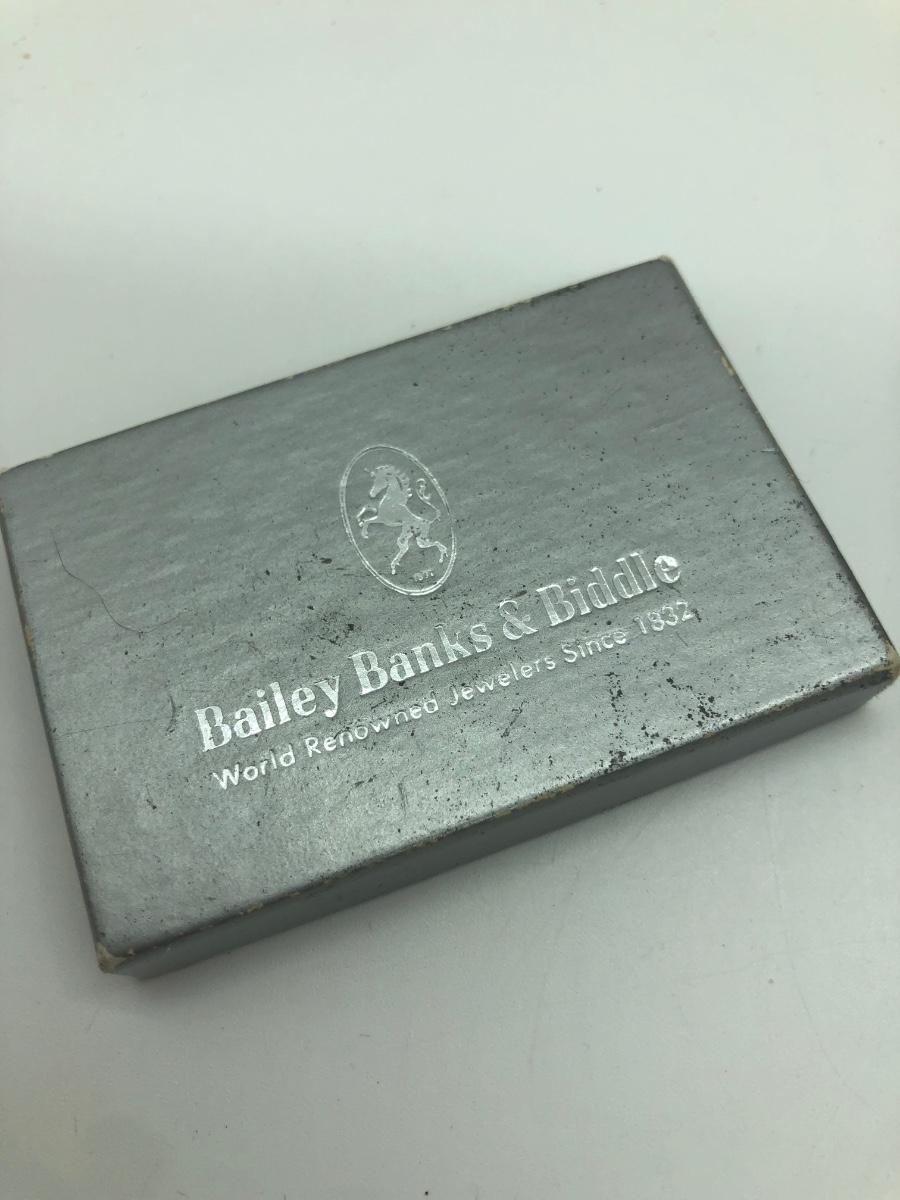 Bailey Banks & Biddle
World Renowned Jewelers Since 1832